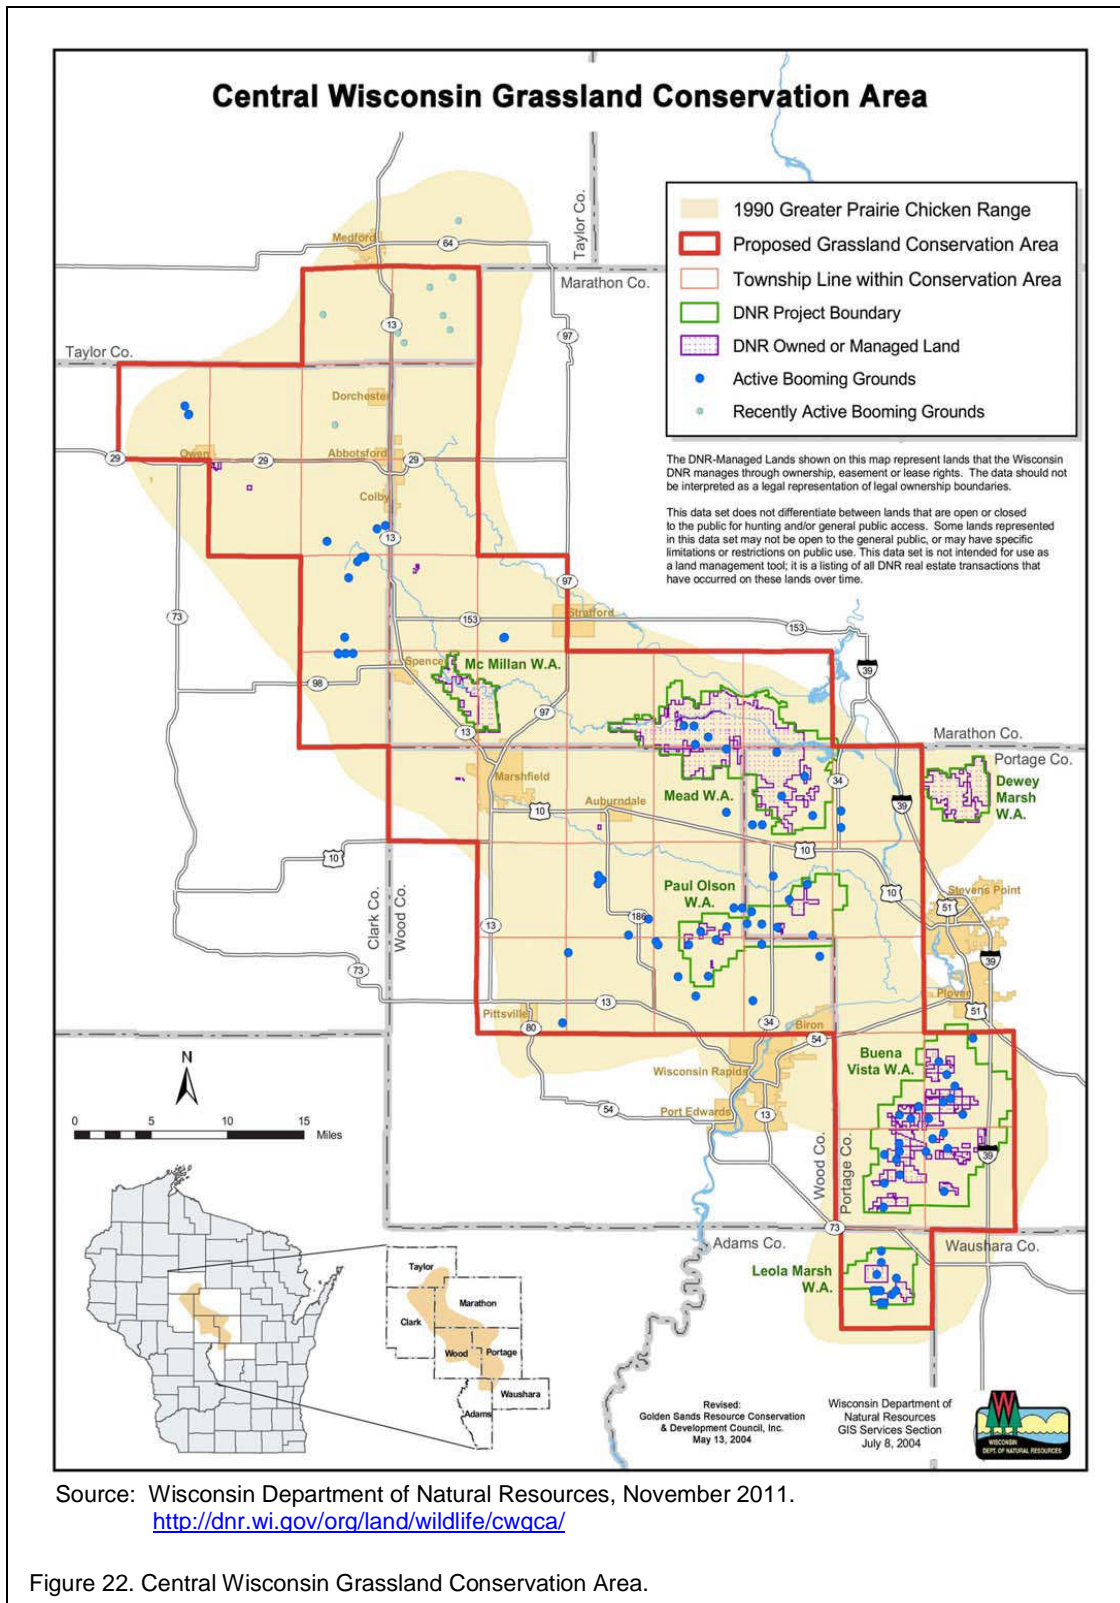 Central Wisconsin Grassland Conservation Area
1990 Greater Prairie Chicken Range
Proposed Grassland Conservation Area
Township Line within Conservation Area
DNR Project Boundary
DNR Owned or Managed Land
Active Booming Grounds
Recently Active Booming Grounds
The DNR-Managed Lands shown on this map represent lands that the Wisconsin
DNR manages through ownership, easement or lease rights. The data should not
be interpreted as a legal representation of legal ownership boundaries.
This data set does not differentiate between lands that are open or closed
to the public for hunting and/or general public access. Some lands represented
in this data set may not be open to the general public, or may have specific
limitations or restrictions on public use. This data set is not intended for use as
a land management tool; it is a listing of all DNR real estate transactions that
have occurred on these lands over time.
Taylor Co.
Medford
64
Marathon Co.
13
97
Taylor Co.
Dorchester
Owen
Abbotsford
29
29
29
Colby
13
97
73
153
Stratford
153
39
Spencer
Mc Millan W.A.
98
97
13
Marathon Co.
Portage Co.
Marshfield
34
39
Dewey
Marsh
W.A.
Mead W.A.
Auburndale
10
10
10
Paul Olson
W.A.
10
Stevens Point
51
186
Clark Co.
Wood Co.
13
73
39
Plover
51
Pittsville
13
80
34
Biron
54
Buena
Vista W.A.
Wisconsin Rapids
54
Port Edwards
13
39
Wood Co.
Portage Co.
73
Adams Co.
Waushara Co.
Leola Marsh
W.A.
N
0 5 10 15
Miles
Taylor
Marathon
Clark
Wood
Portage
Waushara
Adams
Revised:
Golden Sands Resource Conservation
& Development Council, Inc.
May 13, 2004
Wisconsin Department of
Natural Resources
GIS Services Section
July 8, 2004
W
WISCONSIN
DEPT. OF NATURAL RESOURCES
Source: Wisconsin Department of Natural Resources, November 2011.
http://dnr.wi.gov/org/land/wildlife/cwgca/
Figure 22. Central Wisconsin Grassland Conservation Area.